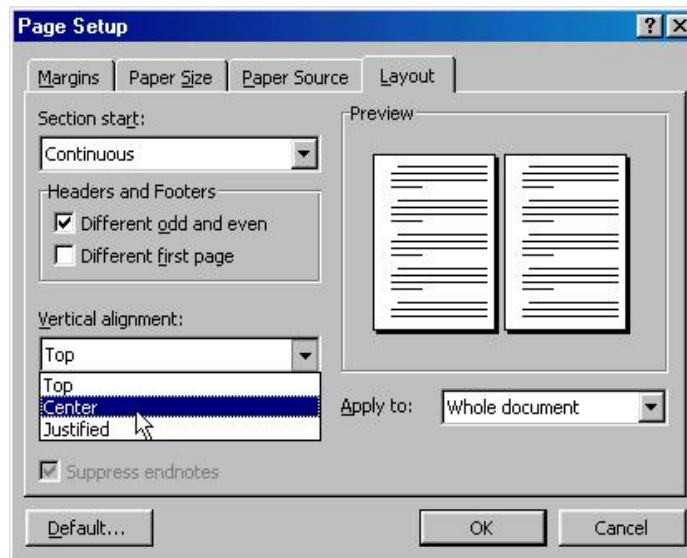 Page Setup
Margins Paper Size Paper Source Layout
Section start:
Continuous
Headers and Footers
Different odd and even
Different first page
Vertical alignment:
Top
Top
Center
Justified
Suppress endnotes
Preview
Apply to: Whole document
Default... OK Cancel